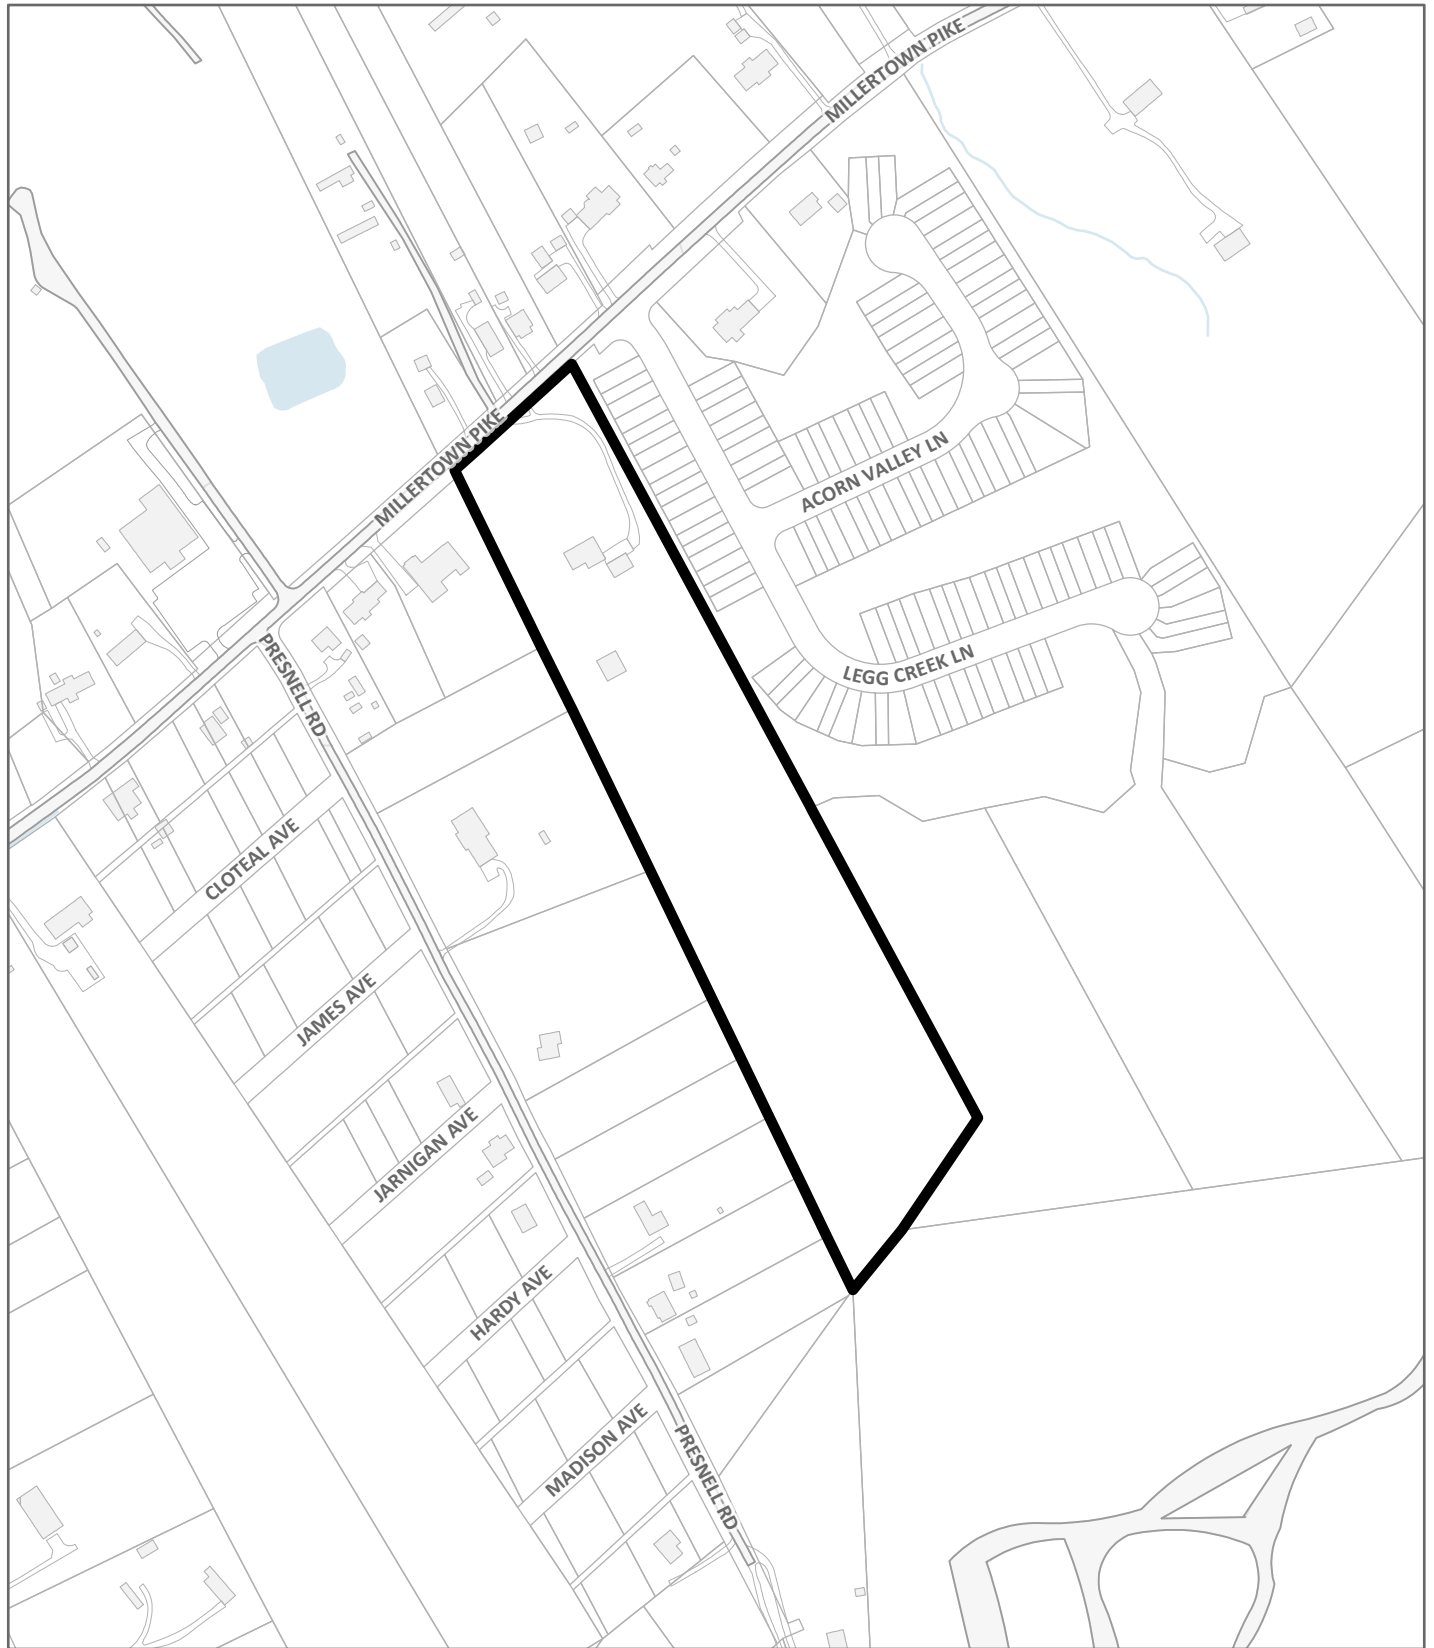 MILLERTOWN PIKE
MILLERTOWN PIKE
ACORN VALLEY LN
LEGG CREEK LN
PRESNELL RD
CLOTEAL AVE
JAMES AVE
JARNIGAN AVE
HARDY AVE
MADISON AVE
PRESNELL RD